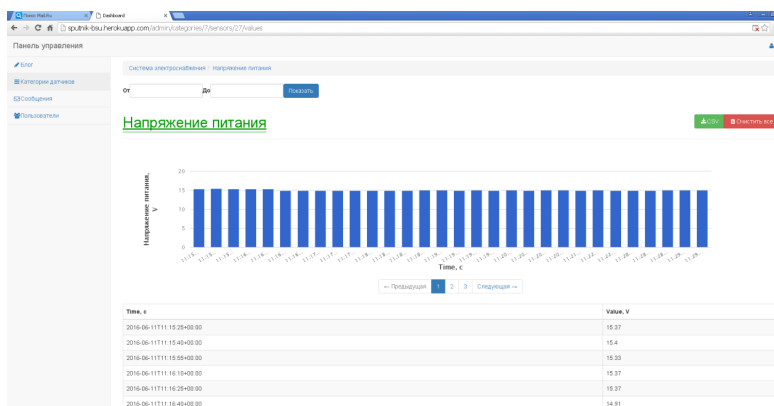 Поиск Mail.Ru
Dashboard
sputnik-bsu.herokuapp.com/admin/categories/7/sensors/27/values
Панель управления
Блог
Категории датчиков
Сообщения
Пользователи
Система электроснабжения Напряжение питания
От До Показать
Напряжение питания
CSV Очистить все
Напряжение питания, V
20
15
10
5
0
Time, c
← Предыдущая 1 2 3 Следующая →
Time, c Value, V
2016-06-11T11:15:25+00:00 15.37
2016-06-11T11:15:40+00:00 15.4
2016-06-11T11:15:55+00:00 15.33
2016-06-11T11:16:10+00:00 15.37
2016-06-11T11:16:25+00:00 15.37
2016-06-11T11:16:40+00:00 14.91